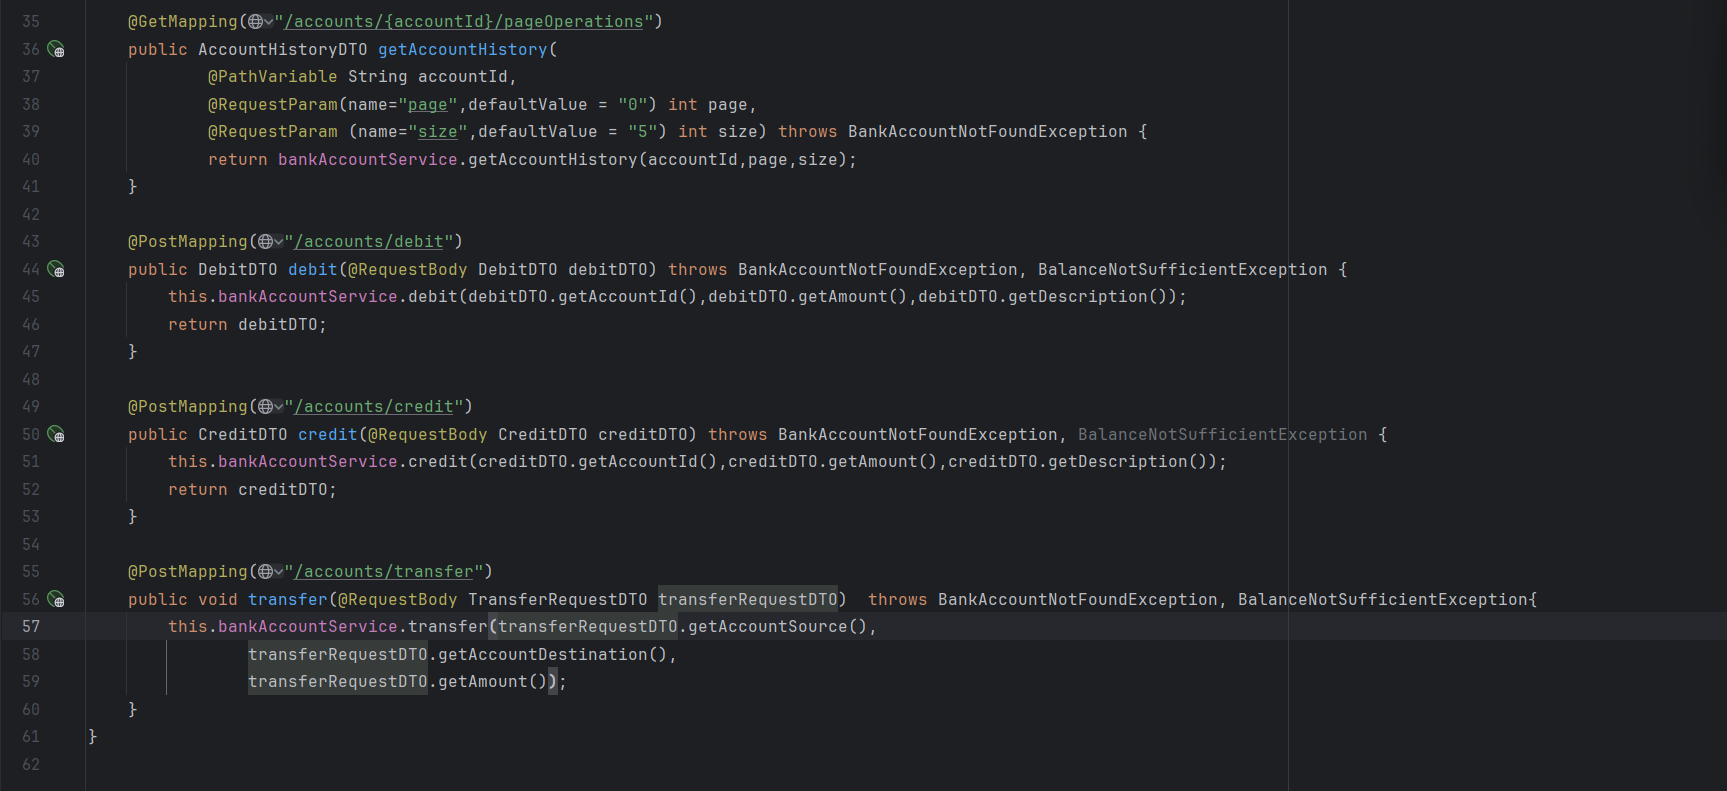 35 @GetMapping("/accounts/{accountId}/pageOperations")
36 public AccountHistoryDTO getAccountHistory(
37 @PathVariable String accountId,
38 @RequestParam(name="page",defaultValue = "0") int page,
39 @RequestParam (name="size",defaultValue = "5") int size) throws BankAccountNotFoundException {
40 return bankAccountService.getAccountHistory(accountId,page,size);
41 }
42
43 @PostMapping("/accounts/debit")
44 public DebitDTO debit(@RequestBody DebitDTO debitDTO) throws BankAccountNotFoundException, BalanceNotSufficientException {
45 this.bankAccountService.debit(debitDTO.getAccountId(),debitDTO.getAmount(),debitDTO.getDescription());
46 return debitDTO;
47 }
48
49 @PostMapping("/accounts/credit")
50 public CreditDTO credit(@RequestBody CreditDTO creditDTO) throws BankAccountNotFoundException, BalanceNotSufficientException {
51 this.bankAccountService.credit(creditDTO.getAccountId(),creditDTO.getAmount(),creditDTO.getDescription());
52 return creditDTO;
53 }
54
55 @PostMapping("/accounts/transfer")
56 public void transfer(@RequestBody TransferRequestDTO transferRequestDTO)  throws BankAccountNotFoundException, BalanceNotSufficientException{
57 this.bankAccountService.transfer(transferRequestDTO.getAccountSource(),
58 transferRequestDTO.getAccountDestination(),
59 transferRequestDTO.getAmount());
60 }
61 }
62